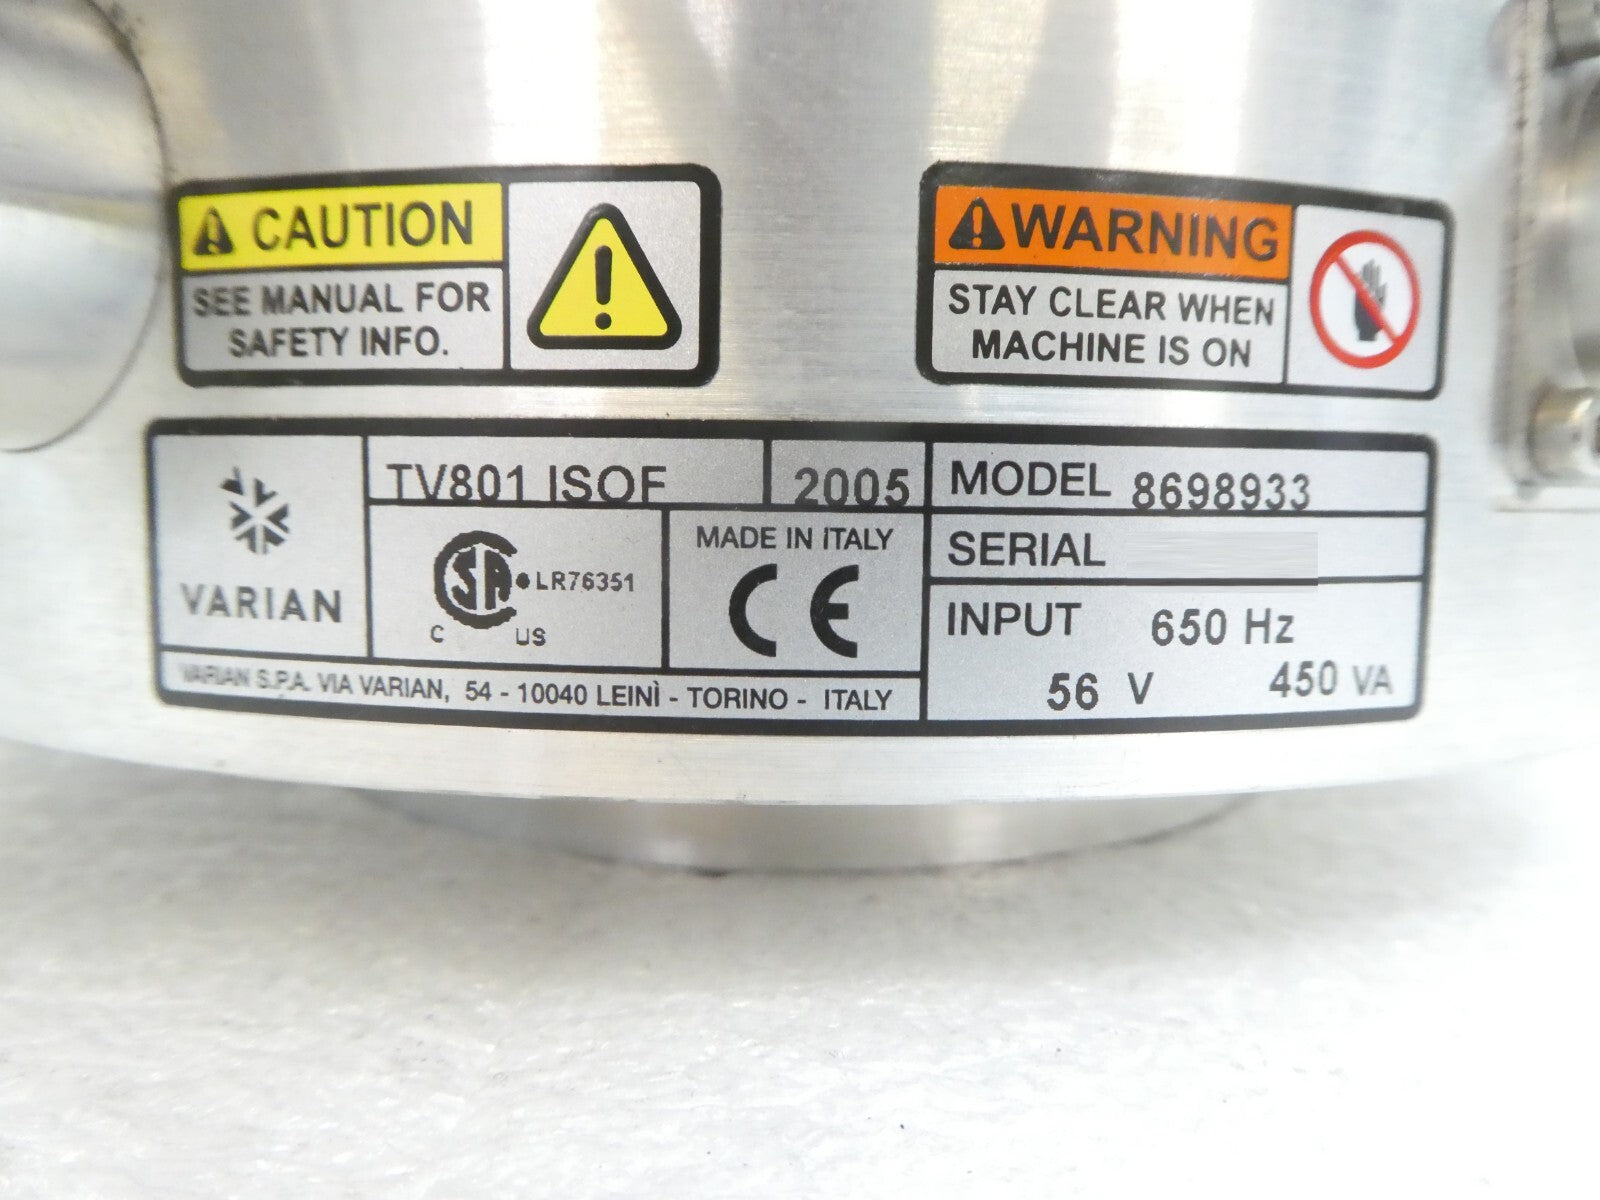 CAUTION
SEE MANUAL FOR
SAFETY INFO.
WARNING
STAY CLEAR WHEN
MACHINE IS ON
VARIAN
TV801 ISOF 2005
LR76351
C US
MADE IN ITALY
CE
VARIAN S.P.A. VIA VARIAN, 54 - 10040 LEINÌ - TORINO - ITALY
MODEL 8698933
SERIAL
INPUT 650 Hz
56 V 450 VA